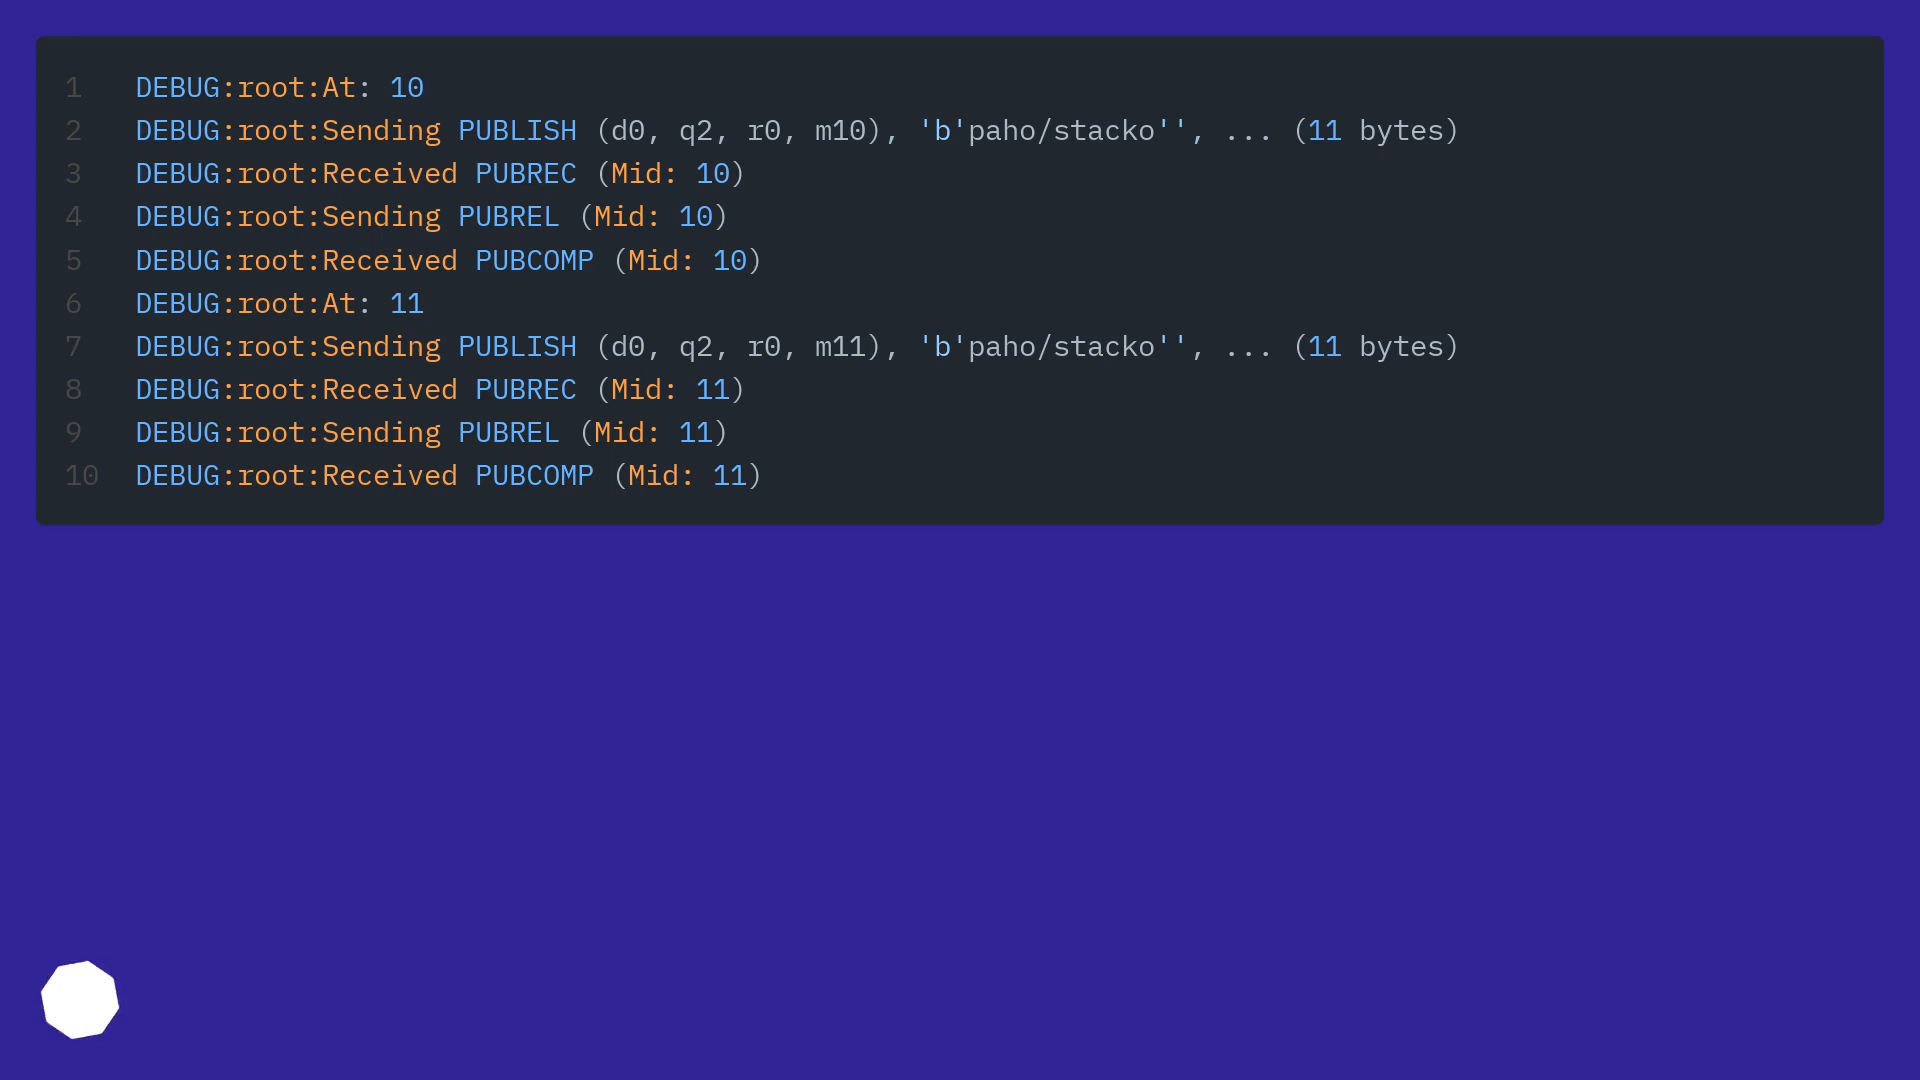 1 DEBUG:root:At: 10
2 DEBUG:root:Sending PUBLISH (d0, q2, r0, m10), 'b'paho/stacko'', ... (11 bytes)
3 DEBUG:root:Received PUBREC (Mid: 10)
4 DEBUG:root:Sending PUBREL (Mid: 10)
5 DEBUG:root:Received PUBCOMP (Mid: 10)
6 DEBUG:root:At: 11
7 DEBUG:root:Sending PUBLISH (d0, q2, r0, m11), 'b'paho/stacko'', ... (11 bytes)
8 DEBUG:root:Received PUBREC (Mid: 11)
9 DEBUG:root:Sending PUBREL (Mid: 11)
10 DEBUG:root:Received PUBCOMP (Mid: 11)